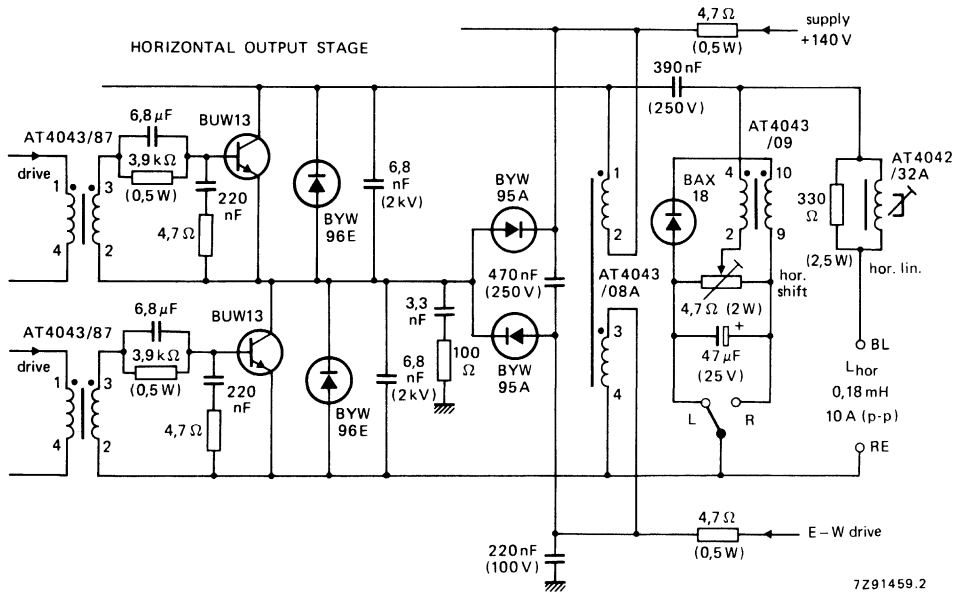 4,7 Ω
supply
+140 V
(0,5 W)
HORIZONTAL OUTPUT STAGE
390 nF
(250 V)
6,8 µF
BUW13
AT4043/87
AT4043
/09
3,9 kΩ
drive
1
3
(0,5 W)
220
nF
6,8
nF
(2 kV)
BYW
95A
1
BAX
18
4
10
330
Ω
AT4042
/32A
4,7 Ω
BYW
96E
4
2
2
2
9
(2,5 W)
hor. lin.
470 nF
(250 V)
AT4043
/08A
hor.
shift
6,8 µF
BUW13
3,3
nF
4,7 Ω (2 W)
AT4043/87
3
+
drive
3,9 kΩ
100
Ω
47 µF
(25 V)
BL
1
3
(0,5 W)
220
nF
6,8
nF
(2 kV)
BYW
95A
4
L hor
0,18 mH
4,7 Ω
BYW
96E
L
R
10 A (p-p)
4
2
RE
4,7 Ω
E-W drive
220 nF
(100 V)
(0,5 W)
7Z91459.2